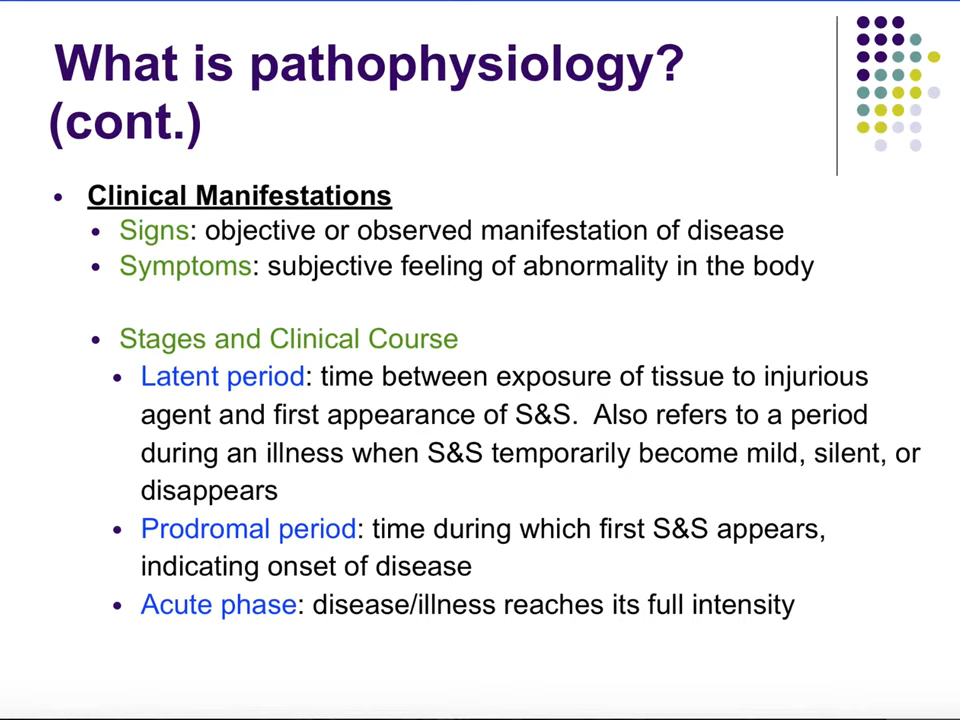 What is pathophysiology?
(cont.)
• Clinical Manifestations
• Signs: objective or observed manifestation of disease
• Symptoms: subjective feeling of abnormality in the body
• Stages and Clinical Course
• Latent period: time between exposure of tissue to injurious
agent and first appearance of S&S.  Also refers to a period
during an illness when S&S temporarily become mild, silent, or
disappears
• Prodromal period: time during which first S&S appears,
indicating onset of disease
• Acute phase: disease/illness reaches its full intensity